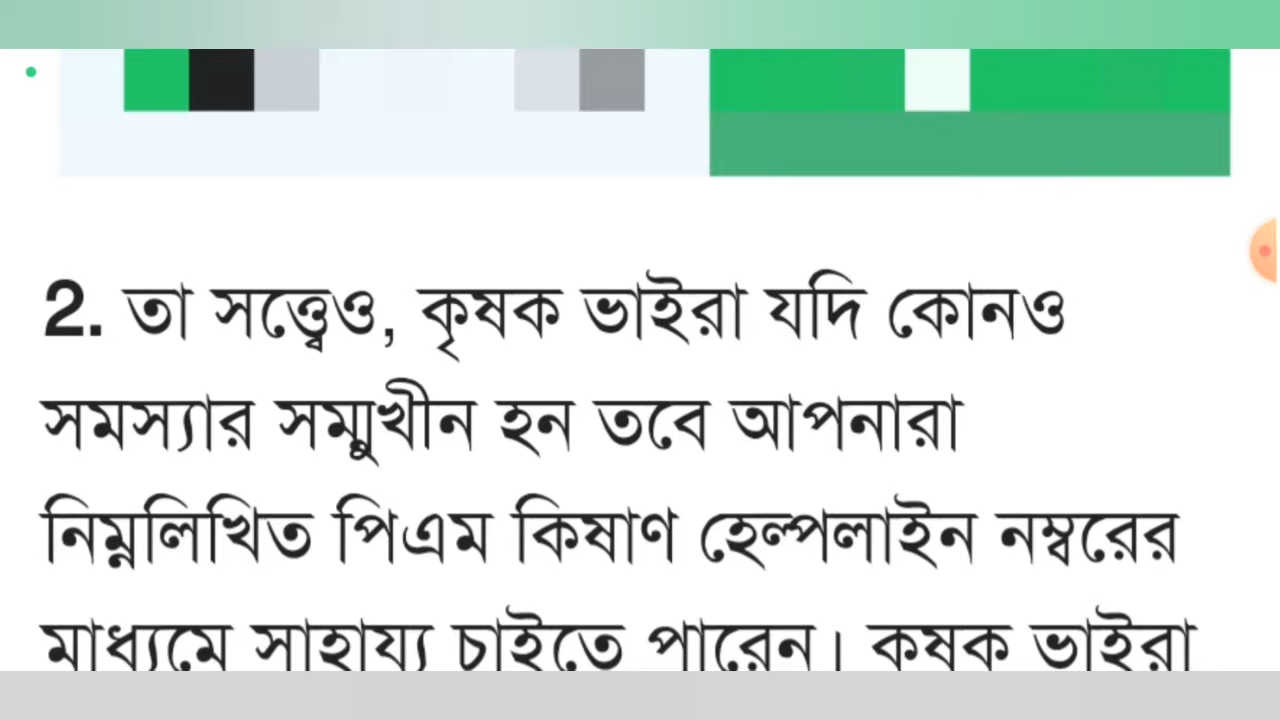 2. তা সত্ত্বেও, কৃষক ভাইরা যদি কোনও
সমস্যার সম্মুখীন হন তবে আপনারা
নিম্নলিখিত পিএম কিষাণ হেল্পলাইন নম্বরের
মাধ্যমে সাহায্য চাইতে পারেন। কৃষক ভাইরা